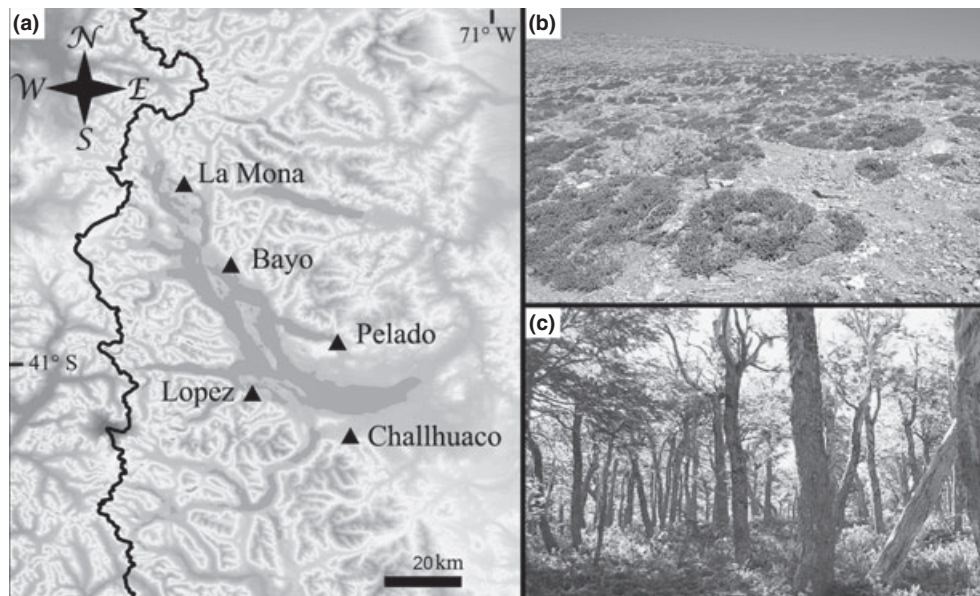 (a)
71° W
N
W E
S
La Mona
Bayo
Pelado
41° S
Lopez
Challhuaco
20 km
(b)
(c)